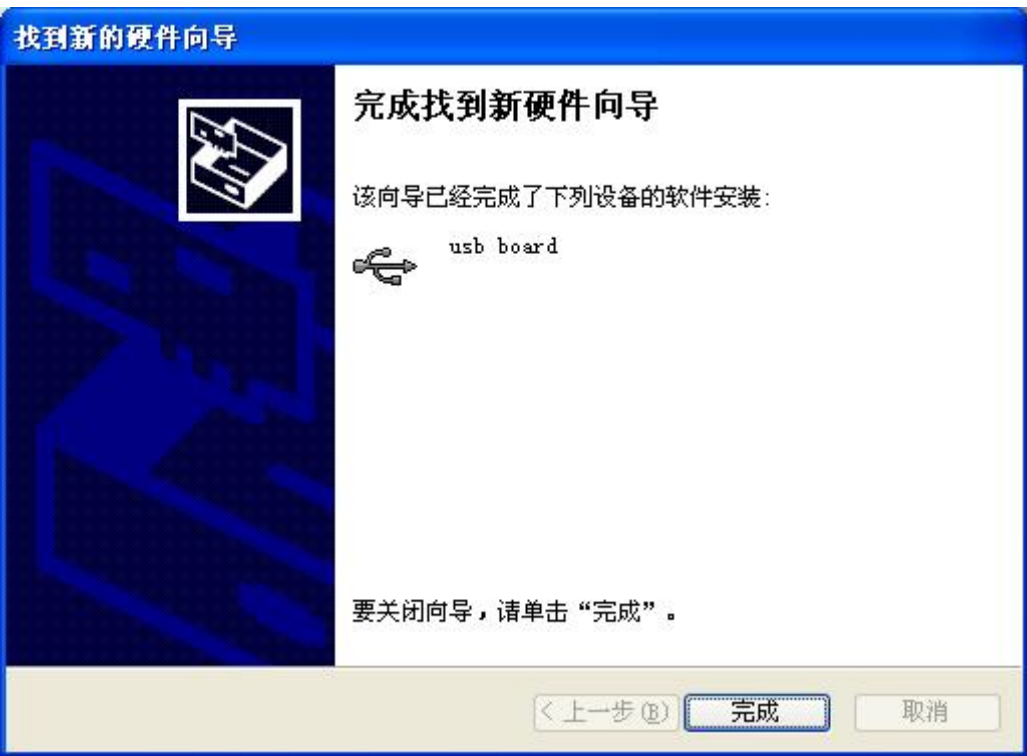 找到新的硬件向导
完成找到新硬件向导
该向导已经完成了下列设备的软件安装:
usb board
要关闭向导，请单击“完成”。
< 上一步(B)
完成
取消